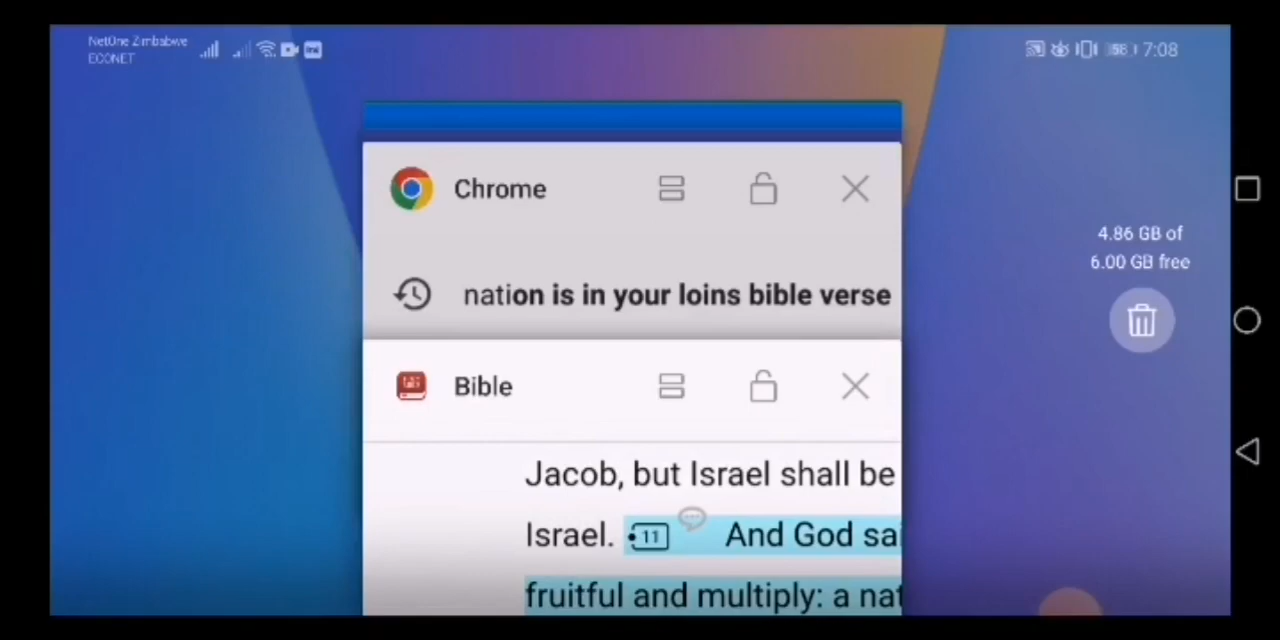 NetOne Zimbabwe
ECONET
98 7:08
Chrome
nation is in your loins bible verse
4.86 GB of
6.00 GB free
Bible
Jacob, but Israel shall be
Israel. 11 And God sai
fruitful and multiply: a nat